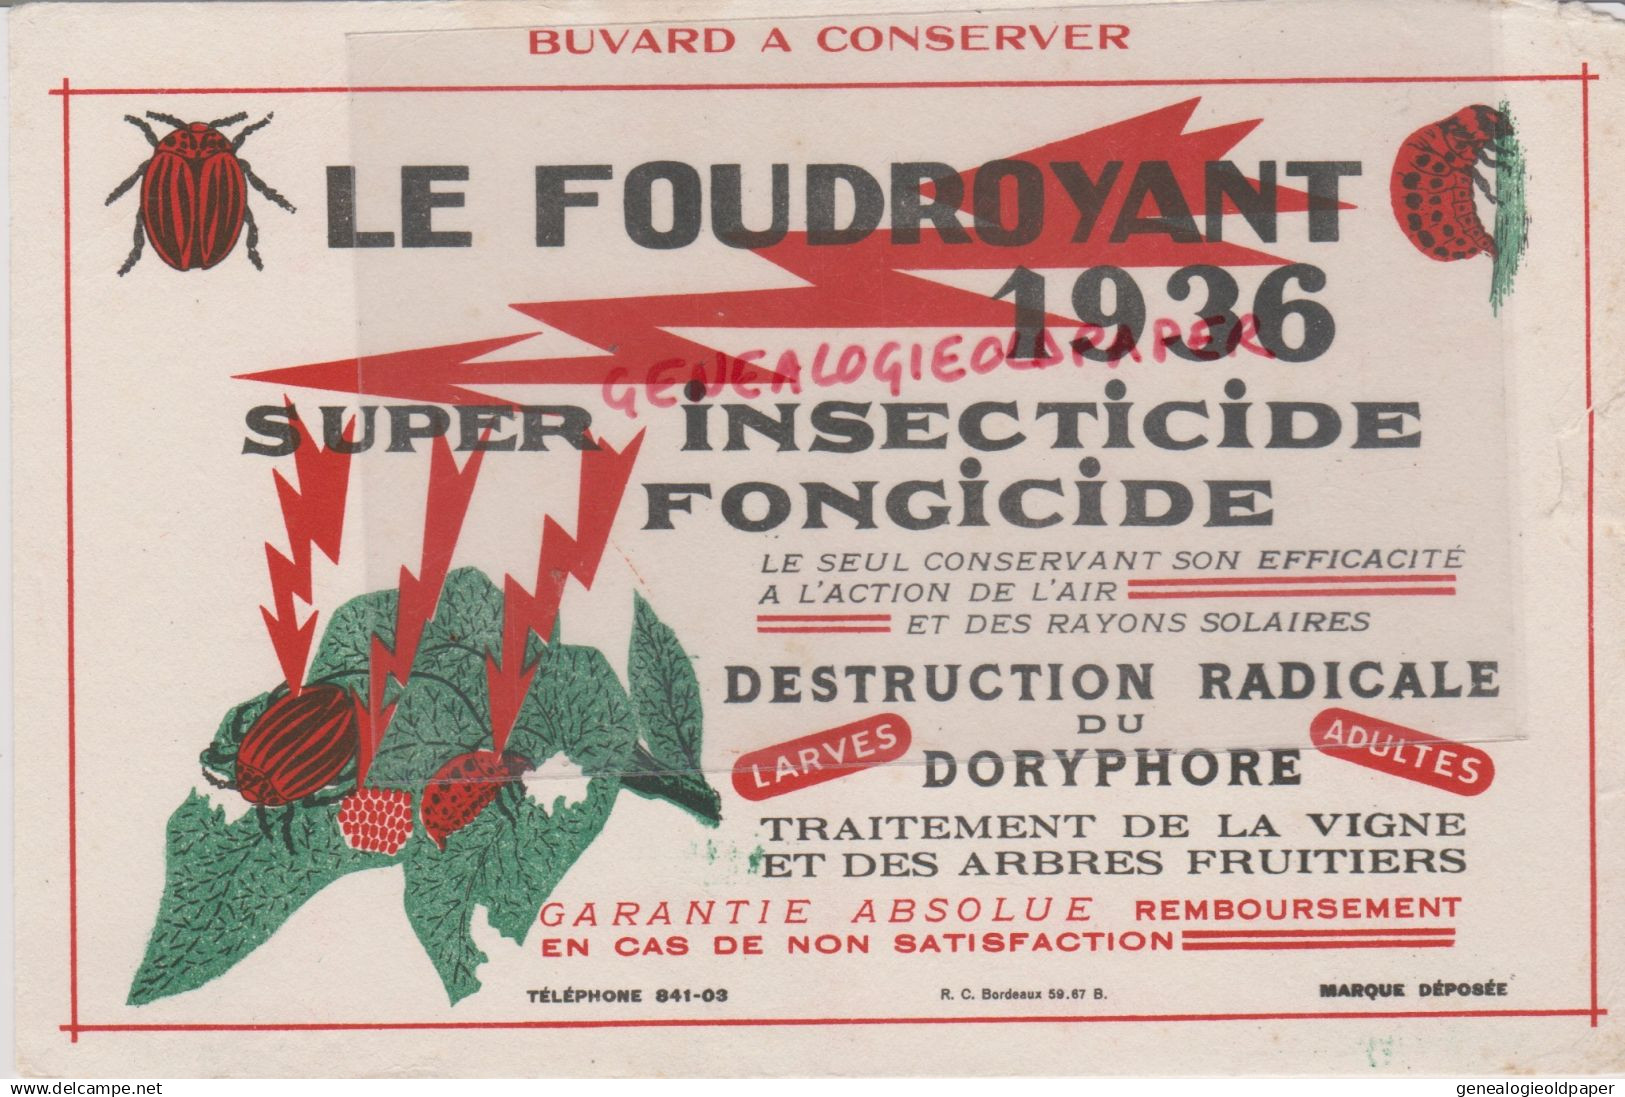 BUVARD A CONSERVER
LE FOUDROYANT
1936
GENEALOGIEOLDPAPER
SUPER INSECTICIDE
FONGICIDE
LE SEUL CONSERVANT SON EFFICACITÉ
A L'ACTION DE L'AIR
ET DES RAYONS SOLAIRES
DESTRUCTION RADICALE
DU
LARVES DORYPHORE ADULTES
TRAITEMENT DE LA VIGNE
ET DES ARBRES FRUITIERS
GARANTIE ABSOLUE REMBOURSEMENT
EN CAS DE NON SATISFACTION
TÉLÉPHONE 841-03 R. C. Bordeaux 59.67 B. MARQUE DÉPOSÉE
www.delcampe.net genealogieoldpaper